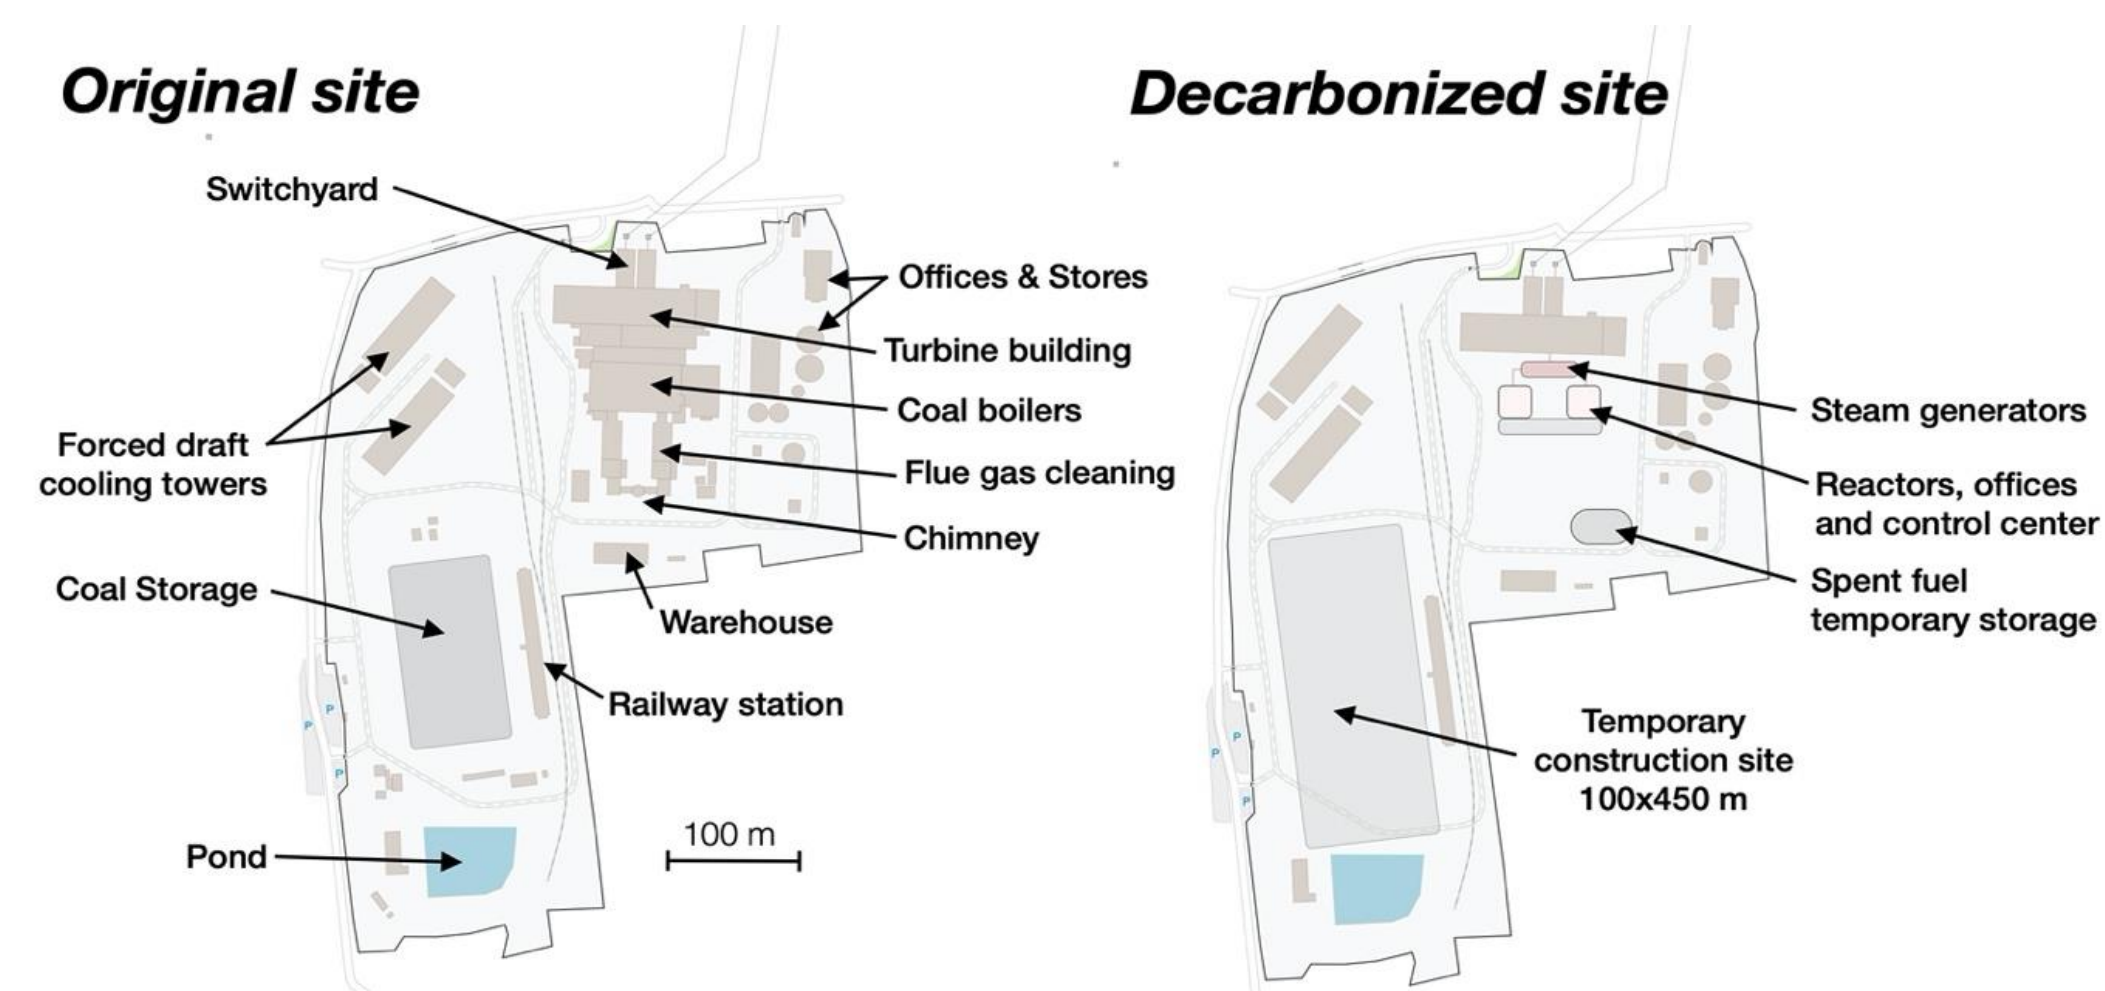 Original site
Switchyard
Offices & Stores
Turbine building
Coal boilers
Forced draft
cooling towers
Flue gas cleaning
Chimney
Coal Storage
Warehouse
Railway station
P
P
P
100 m
Pond
Decarbonized site
Steam generators
Reactors, offices
and control center
Spent fuel
temporary storage
Temporary
construction site
100x450 m
P
P
P